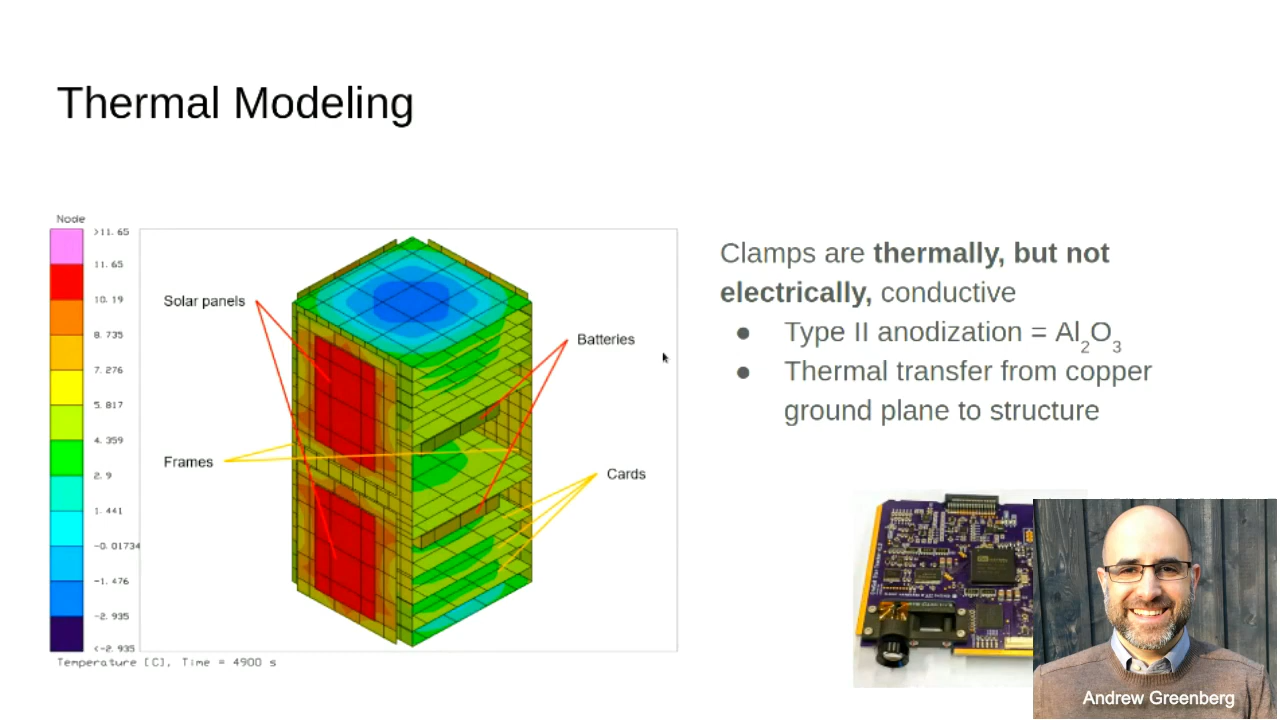 Thermal Modeling
Node
>11.65
11.65
10.19
8.735
7.276
5.817
4.359
2.9
1.441
-0.01734
-1.476
-2.935
<-2.935
Temperature [C], Time = 4900 s
Solar panels
Batteries
Frames
Cards
Clamps are thermally, but not
electrically, conductive
● Type II anodization = Al2O3
● Thermal transfer from copper
ground plane to structure
Andrew Greenberg